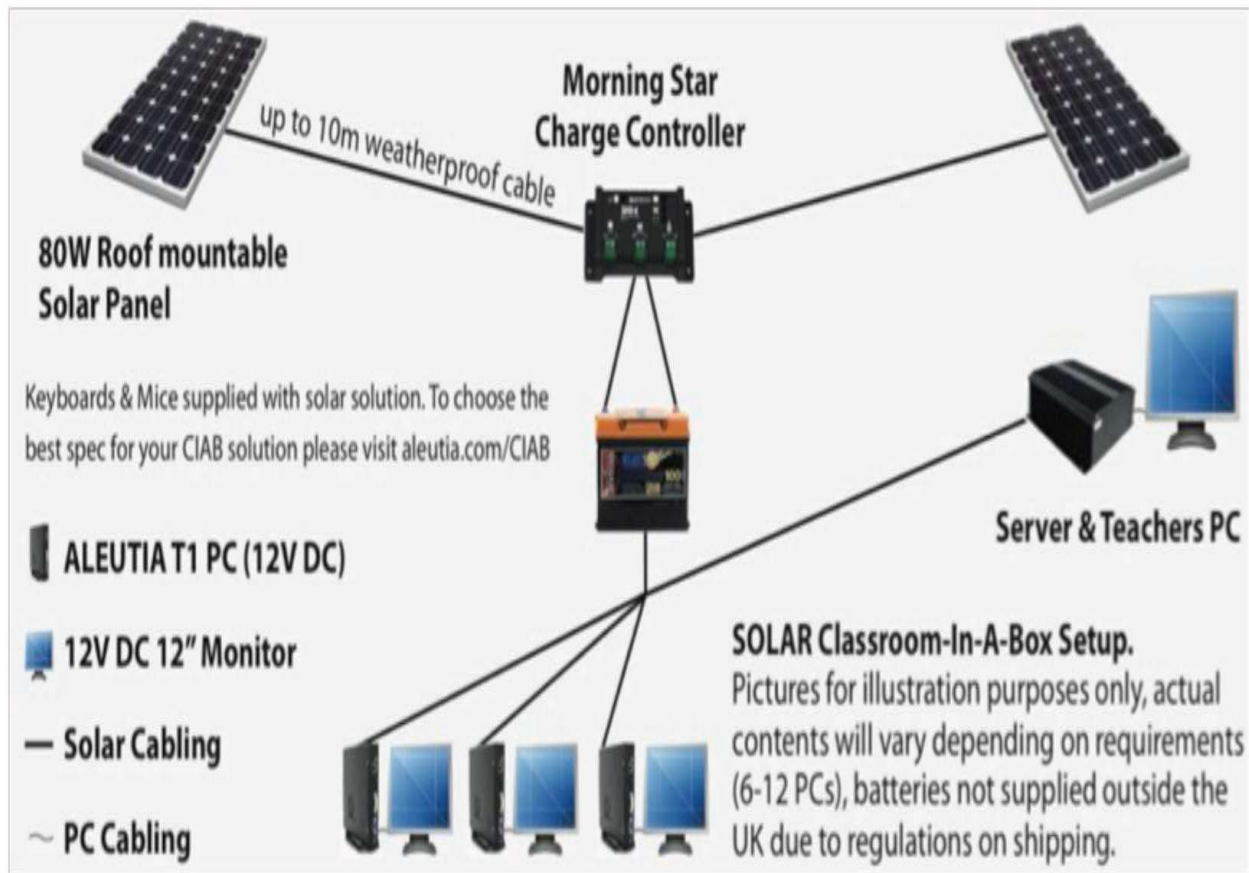 Morning Star
Charge Controller
up to 10m weatherproof cable
80W Roof mountable
Solar Panel
Keyboards & Mice supplied with solar solution. To choose the
best spec for your CIAB solution please visit aleutia.com/CIAB
Server & Teachers PC
ALEUTIA T1 PC (12V DC)
12V DC 12″ Monitor
Solar Cabling
PC Cabling
SOLAR Classroom-In-A-Box Setup.
Pictures for illustration purposes only, actual
contents will vary depending on requirements
(6-12 PCs), batteries not supplied outside the
UK due to regulations on shipping.
100